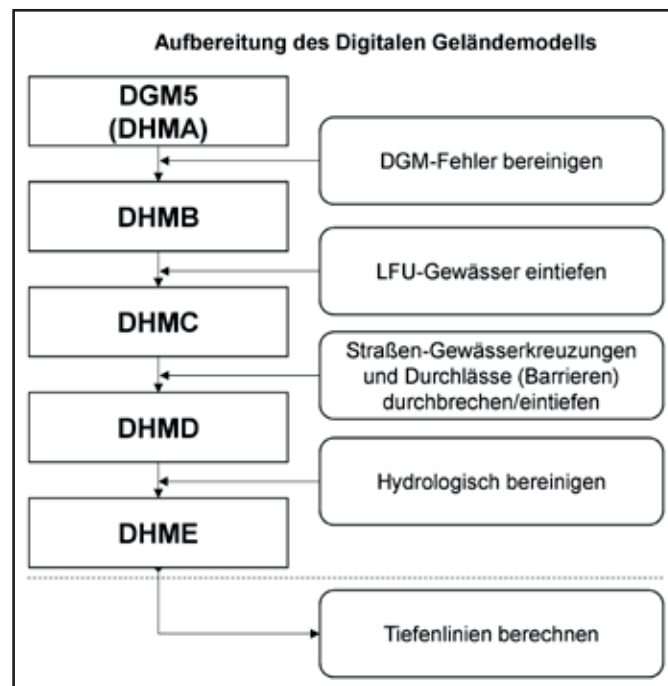 Aufbereitung des Digitalen Geländemodells
DGM5
(DHMA)
DGM-Fehler bereinigen
DHMB
LFU-Gewässer eintiefen
DHMC
Straßen-Gewässerkreuzungen
und Durchlässe (Barrieren)
durchbrechen/eintiefen
DHMD
Hydrologisch bereinigen
DHME
Tiefenlinien berechnen